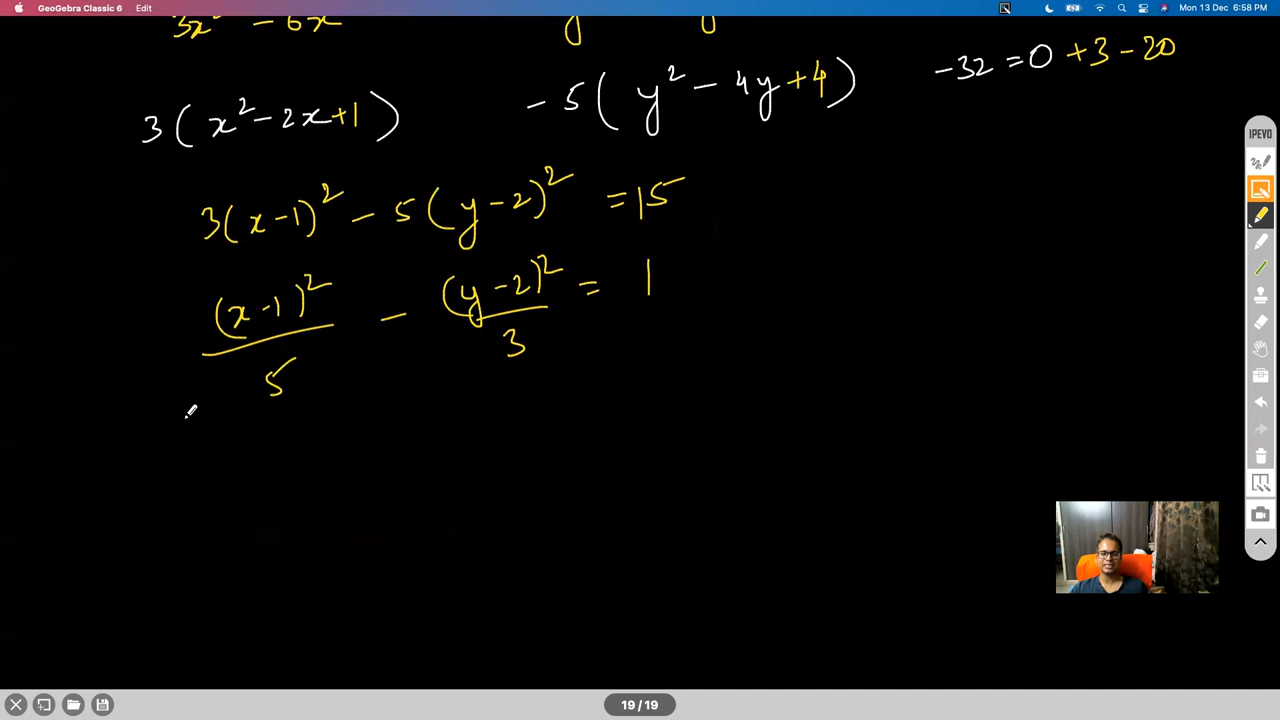 GeoGebra Classic 6 Edit Mon 13 Dec 6:58 PM
3x² - 6x y y
3(x² - 2x + 1) - 5(y² - 4y + 4) -32 = 0 + 3 - 20
3(x - 1)² - 5(y - 2)² = 15
(x - 1)²/5 - (y - 2)²/3 = 1
IPEVO
19 / 19